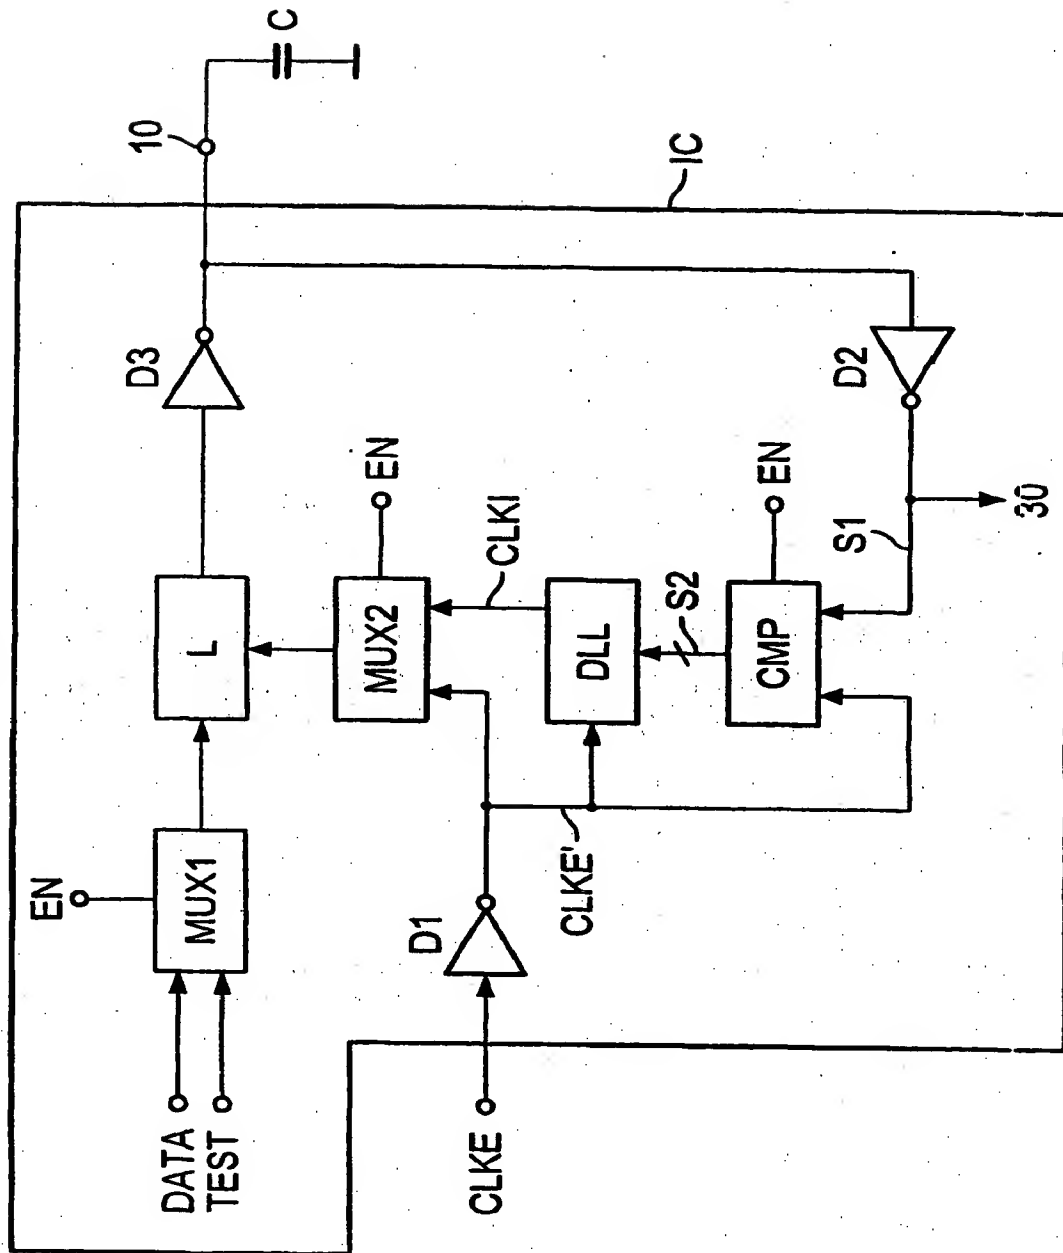 DATA
TEST
EN
MUX1
L
D3
10
C
IC
CLKE
D1
CLKE'
MUX2
EN
CLKI
DLL
S2
CMP
EN
S1
D2
30